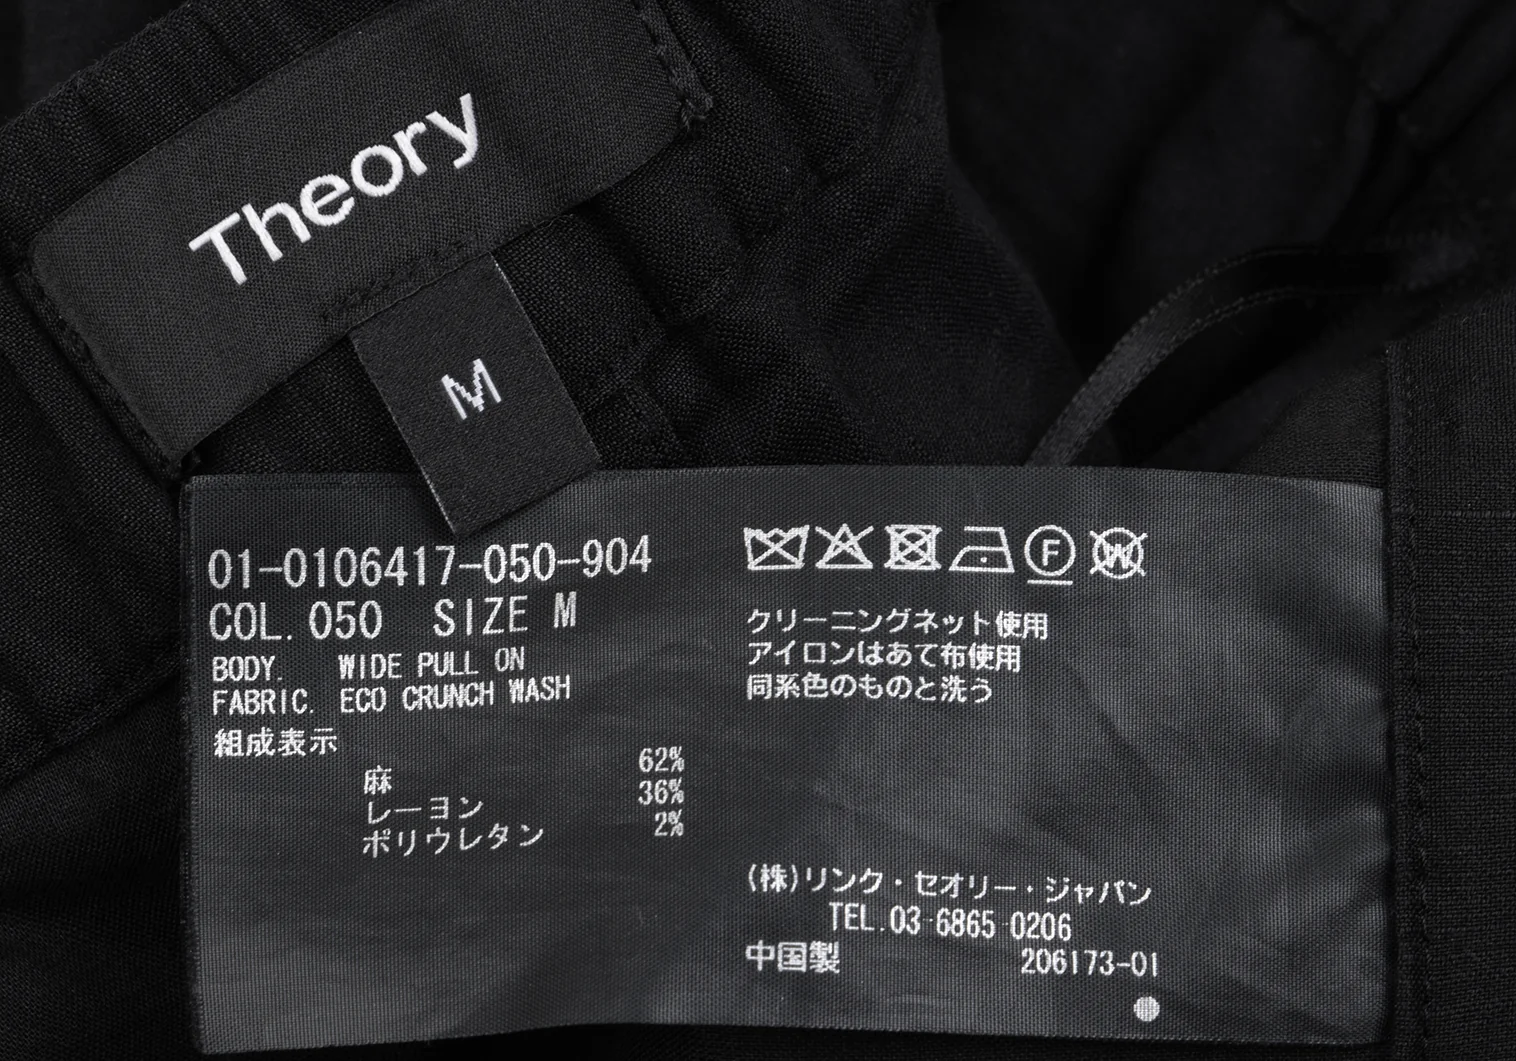 Theory
M
01-0106417-050-904
COL. 050 SIZE M
BODY. WIDE PULL ON
FABRIC. ECO CRUNCH WASH
組成表示
麻 62%
レーヨン 36%
ポリウレタン 2%
F W
クリーニングネット使用
アイロンはあて布使用
同系色のものと洗う
(株)リンク・セオリー・ジャパン
TEL.03-6865-0206
中国製 206173-01